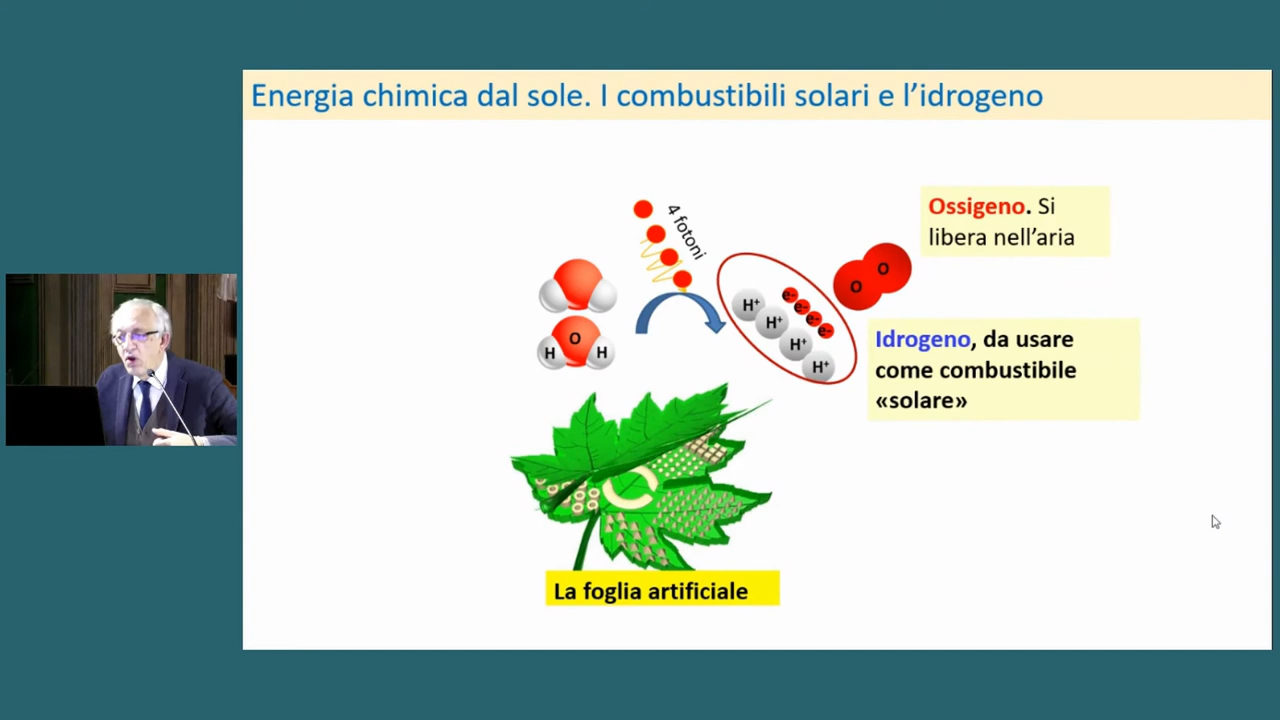 Energia chimica dal sole. I combustibili solari e l'idrogeno
4 fotoni
Ossigeno. Si
libera nell'aria
O
O
H⁺
H⁺
H⁺
H⁺
e-
e-
e-
e-
O
H
H
Idrogeno, da usare
come combustibile
«solare»
La foglia artificiale